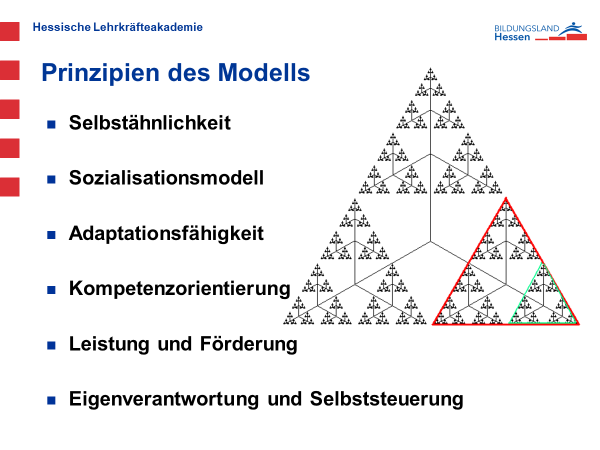 Hessische Lehrkräfteakademie
BILDUNGSLAND
Hessen
Prinzipien des Modells
Selbstähnlichkeit
Sozialisationsmodell
Adaptationsfähigkeit
Kompetenzorientierung
Leistung und Förderung
Eigenverantwortung und Selbststeuerung